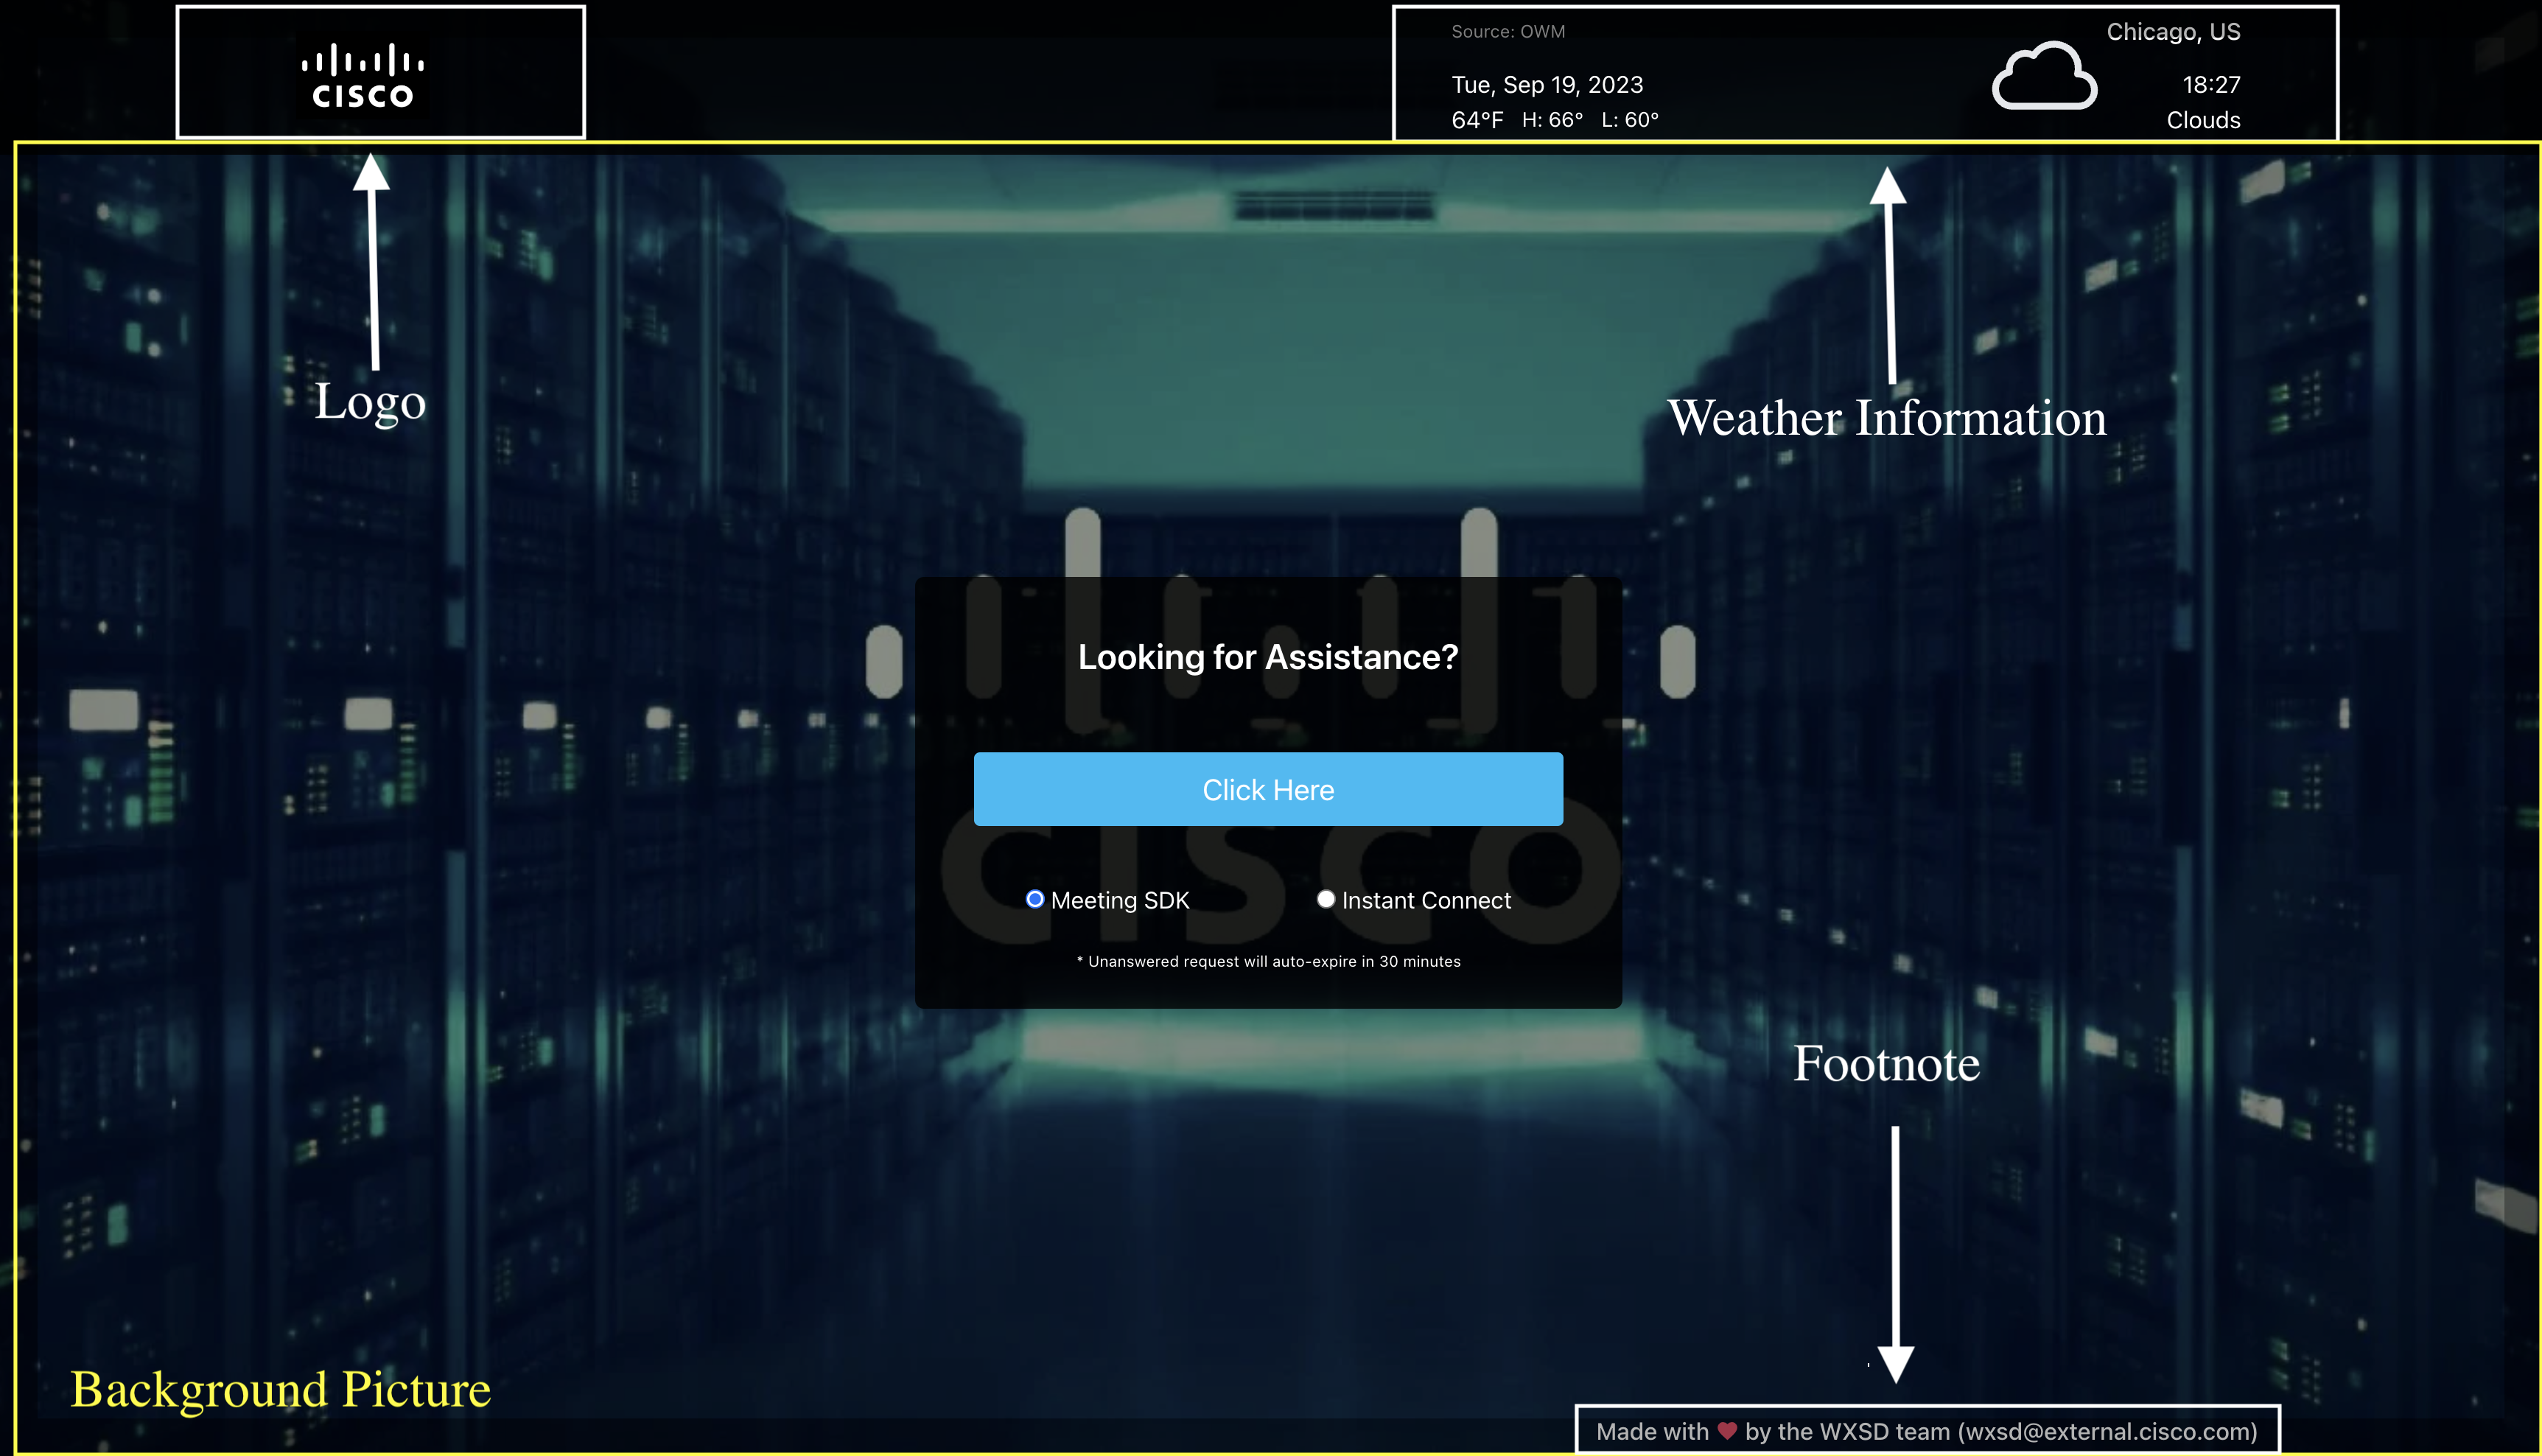 CISCO
Source: OWM
Chicago, US
Tue, Sep 19, 2023
18:27
64°F H: 66° L: 60°
Clouds
Logo
Weather Information
Looking for Assistance?
Click Here
CISCO
Meeting SDK
Instant Connect
* Unanswered request will auto-expire in 30 minutes
Footnote
Background Picture
Made with ❤ by the WXSD team (wxsd@external.cisco.com)